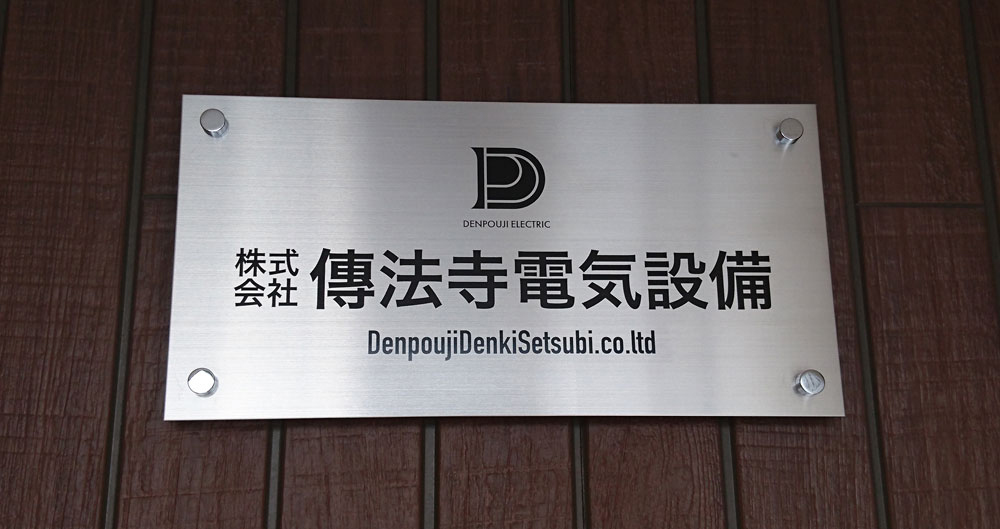 DENPOUJI ELECTRIC
株式会社 傳法寺電気設備
DenpoujiDenkiSetsubi.co.ltd